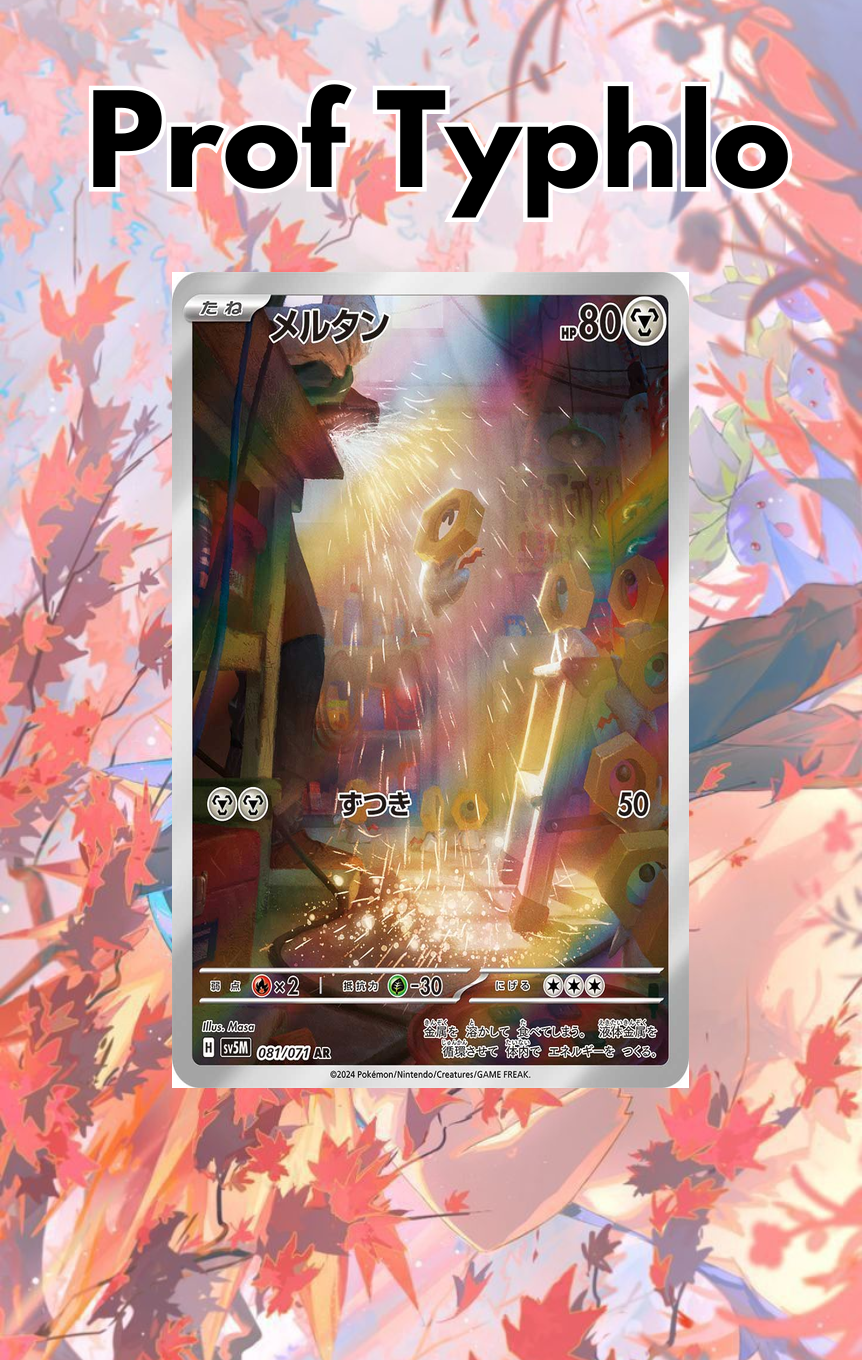 Prof Typhlo
たね
メルタン
HP80
ずつき 50
弱点 ×2 抵抗力 -30 にげる
Illus. Masa
金属を 溶かして 食べてしまう。 液体金属を
循環させて 体内で エネルギーを つくる。
H SV5M 081/071 AR
©2024 Pokémon/Nintendo/Creatures/GAME FREAK.